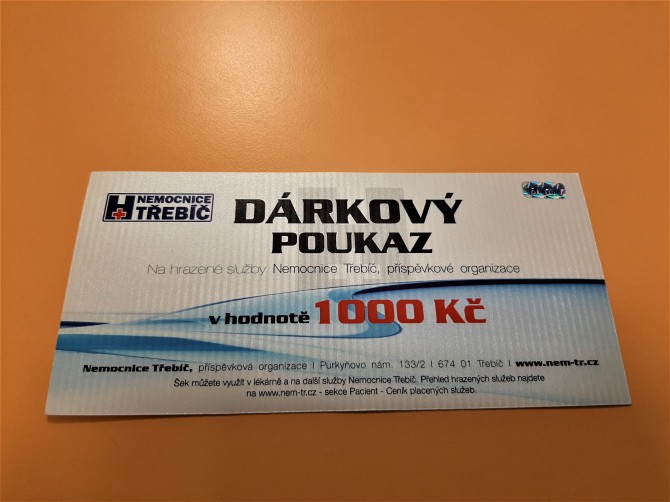 NEMOCNICE
TŘEBÍČ
DÁRKOVÝ
POUKAZ
Na hrazené služby Nemocnice Třebíč, příspěvkové organizace
v hodnotě 1000 Kč
Nemocnice Třebíč, příspěvková organizace | Purkyňovo nám. 133/2 | 674 01 Třebíč | www.nem-tr.cz
Šek můžete využít v lékárně a na další služby Nemocnice Třebíč. Přehled hrazených služeb najdete
na www.nem-tr.cz - sekce Pacient - Ceník placených služeb.